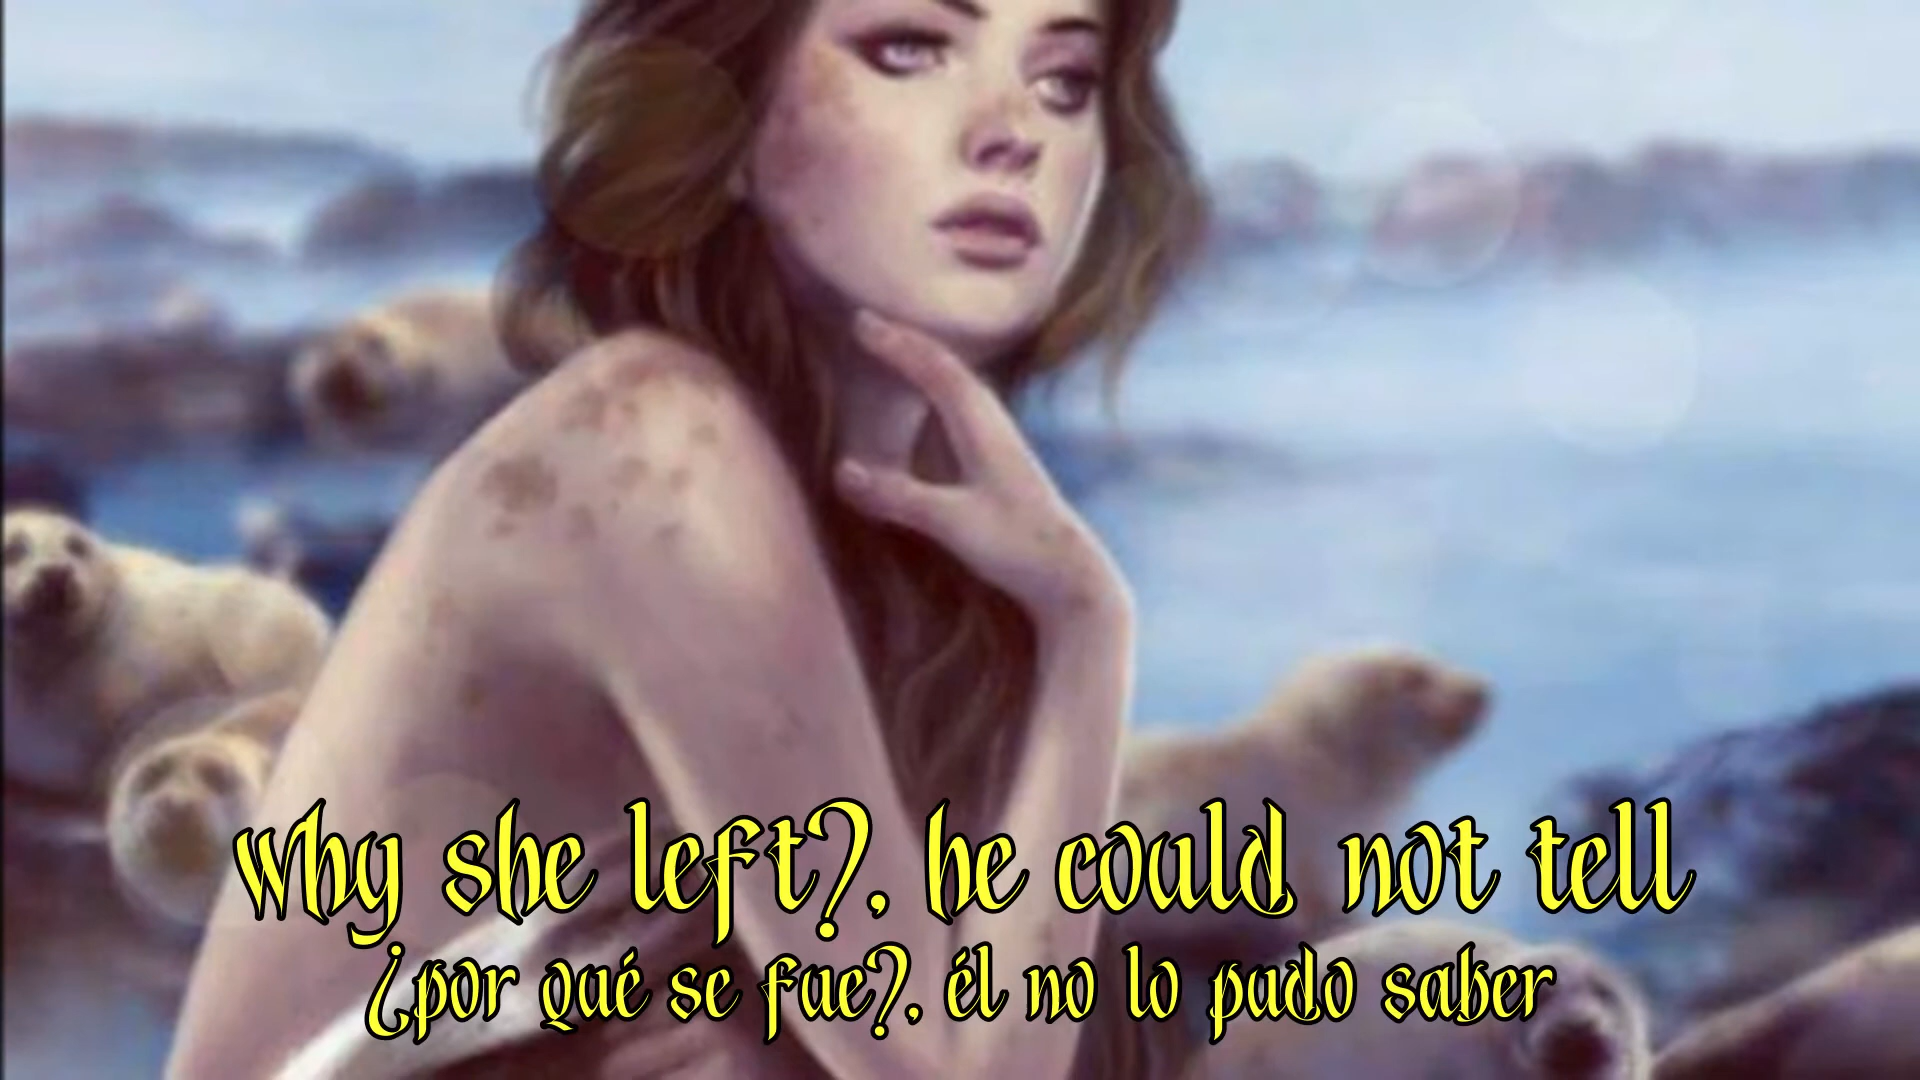 why she left?, he could not tell
¿por qué se fue?, él no lo pudo saber